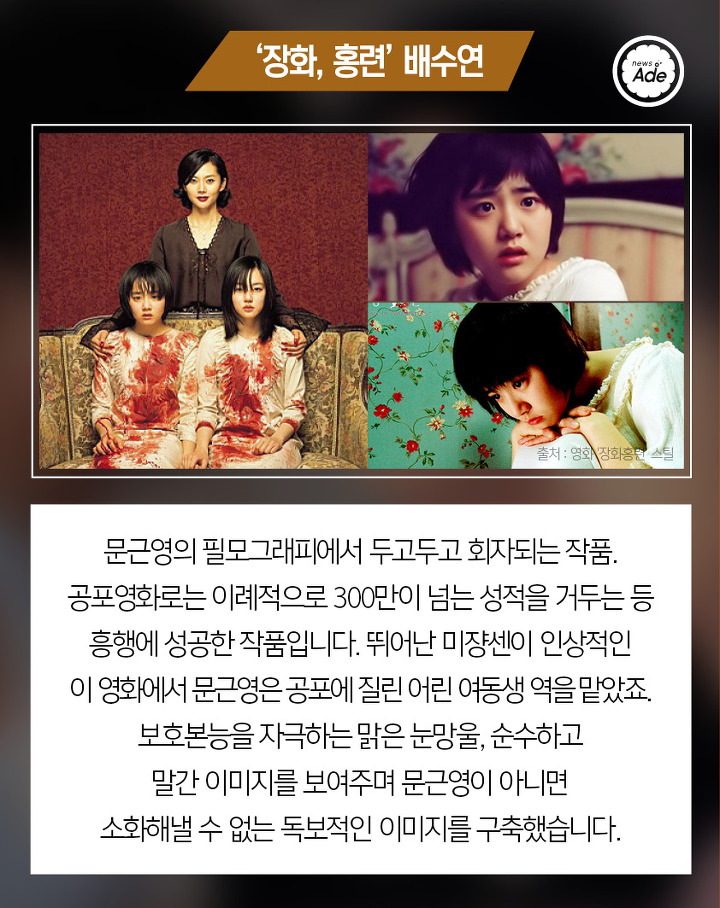 ‘장화, 홍련’ 배수연
news
Ade
출처 : 영화 '장화홍련' 스틸
문근영의 필모그래피에서 두고두고 회자되는 작품.
공포영화로는 이례적으로 300만이 넘는 성적을 거두는 등
흥행에 성공한 작품입니다. 뛰어난 미쟝센이 인상적인
이 영화에서 문근영은 공포에 질린 어린 여동생 역을 맡았죠.
보호본능을 자극하는 맑은 눈망울, 순수하고
말간 이미지를 보여주며 문근영이 아니면
소화해낼 수 없는 독보적인 이미지를 구축했습니다.